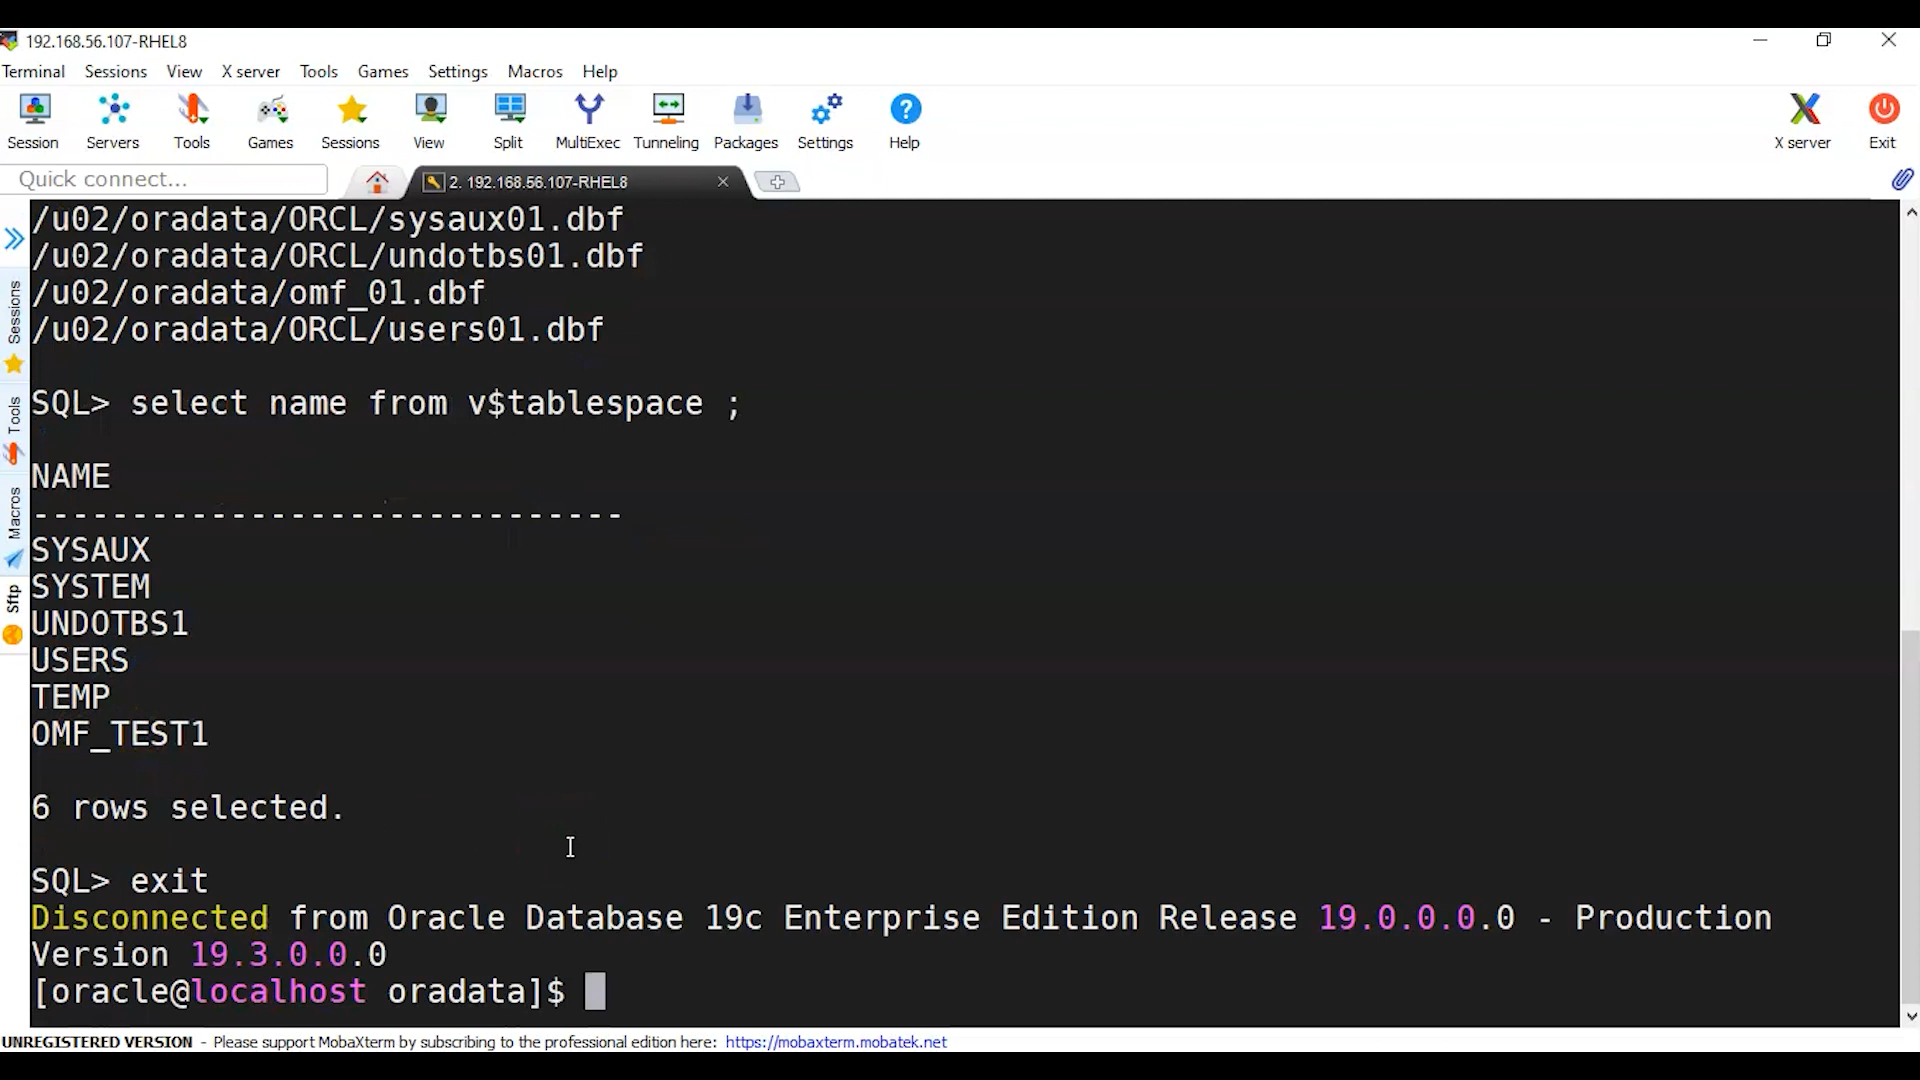 192.168.56.107-RHEL8
Terminal Sessions View X server Tools Games Settings Macros Help
Session Servers Tools Games Sessions View Split MultiExec Tunneling Packages Settings Help X server Exit
Quick connect...
2. 192.168.56.107-RHEL8
Sessions
Tools
Macros
Sftp
/u02/oradata/ORCL/sysaux01.dbf
/u02/oradata/ORCL/undotbs01.dbf
/u02/oradata/omf_01.dbf
/u02/oradata/ORCL/users01.dbf
SQL> select name from v$tablespace ;
NAME
------------------------------
SYSAUX
SYSTEM
UNDOTBS1
USERS
TEMP
OMF_TEST1
6 rows selected.
SQL> exit
Disconnected from Oracle Database 19c Enterprise Edition Release 19.0.0.0.0 - Production
Version 19.3.0.0.0
[oracle@localhost oradata]$
UNREGISTERED VERSION - Please support MobaXterm by subscribing to the professional edition here: https://mobaxterm.mobatek.net